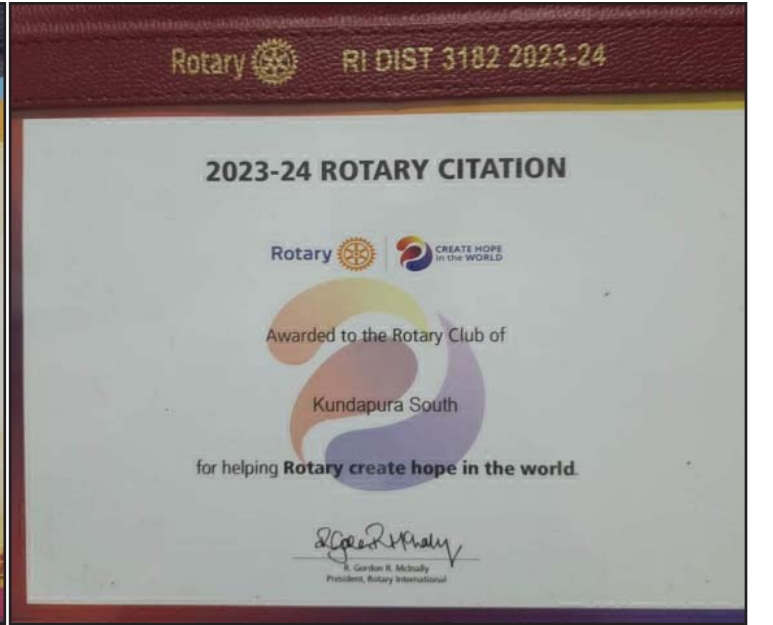 Rotary RI DIST 3182 2023-24
2023-24 ROTARY CITATION
Rotary CREATE HOPE
in the WORLD
Awarded to the Rotary Club of
Kundapura South
for helping Rotary create hope in the world.
R. Gordon R. McInally
President, Rotary International